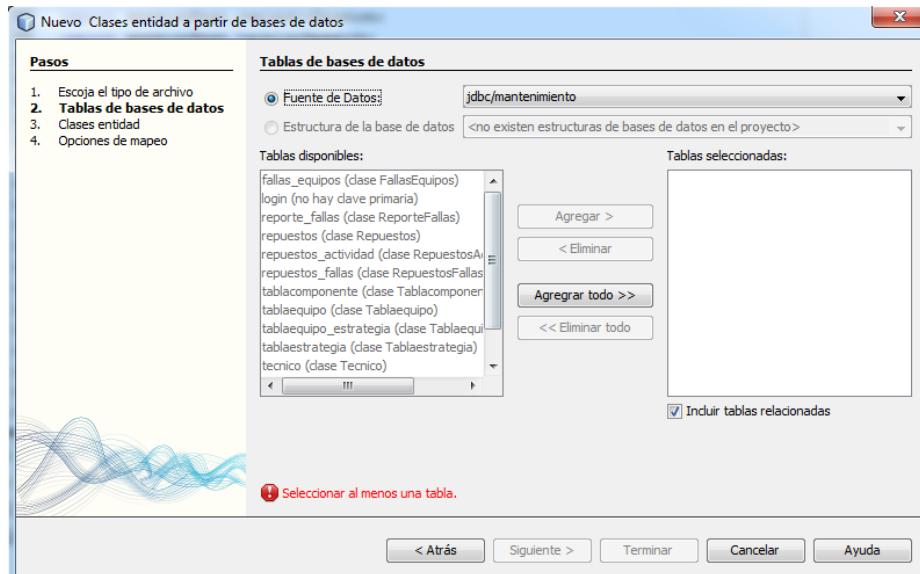 Nuevo Clases entidad a partir de bases de datos
Pasos
1. Escoja el tipo de archivo
2. Tablas de bases de datos
3. Clases entidad
4. Opciones de mapeo
Tablas de bases de datos
Fuente de Datos: jdbc/mantenimiento
Estructura de la base de datos <no existen estructuras de bases de datos en el proyecto>
Tablas disponibles:
fallas_equipos (clase FallasEquipos)
login (no hay clave primaria)
reporte_fallas (clase ReporteFallas)
repuestos (clase Repuestos)
repuestos_actividad (clase RepuestosA
repuestos_fallas (clase RepuestosFallas
tablacomponente (clase Tablacomponen
tablaequipo (clase Tablaequipo)
tablaequipo_estrategia (clase Tablaequi
tablaestrategia (clase Tablaestrategia)
tecnico (clase Tecnico)
Agregar >
< Eliminar
Agregrar todo >>
<< Eliminar todo
Tablas seleccionadas:
Incluir tablas relacionadas
Seleccionar al menos una tabla.
< Atrás Siguiente > Terminar Cancelar Ayuda